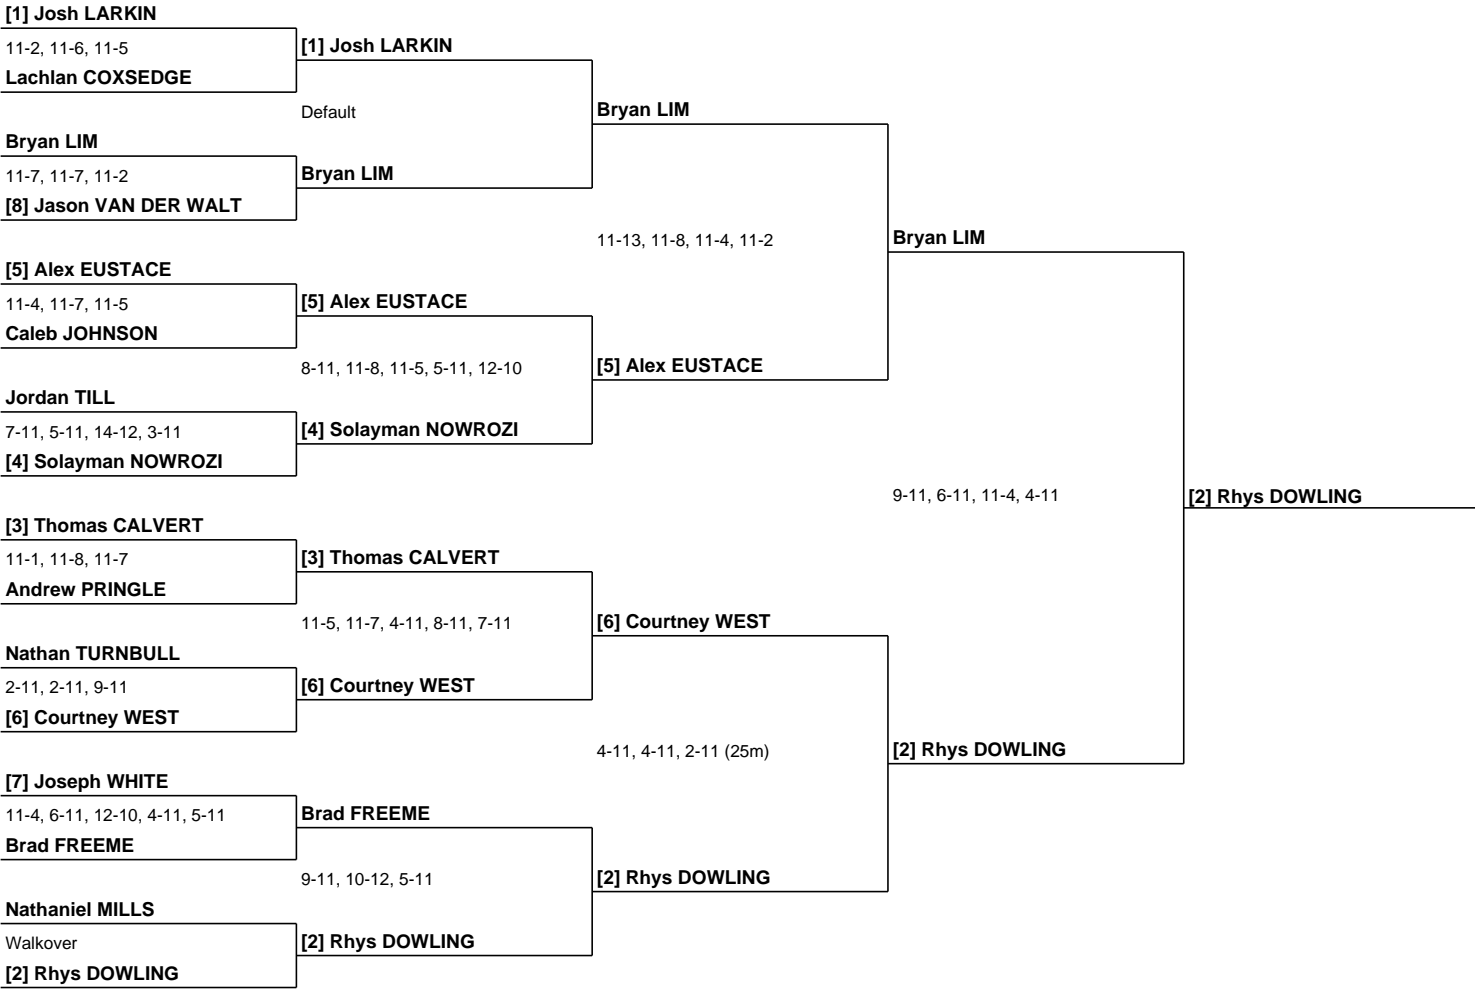 [1] Josh LARKIN
11-2, 11-6, 11-5
[1] Josh LARKIN
Lachlan COXSEDGE
Default
Bryan LIM
Bryan LIM
11-7, 11-7, 11-2
Bryan LIM
[8] Jason VAN DER WALT
11-13, 11-8, 11-4, 11-2
Bryan LIM
[5] Alex EUSTACE
11-4, 11-7, 11-5
[5] Alex EUSTACE
Caleb JOHNSON
8-11, 11-8, 11-5, 5-11, 12-10
[5] Alex EUSTACE
Jordan TILL
7-11, 5-11, 14-12, 3-11
[4] Solayman NOWROZI
[4] Solayman NOWROZI
9-11, 6-11, 11-4, 4-11
[2] Rhys DOWLING
[3] Thomas CALVERT
11-1, 11-8, 11-7
[3] Thomas CALVERT
Andrew PRINGLE
11-5, 11-7, 4-11, 8-11, 7-11
[6] Courtney WEST
Nathan TURNBULL
2-11, 2-11, 9-11
[6] Courtney WEST
[6] Courtney WEST
4-11, 4-11, 2-11 (25m)
[2] Rhys DOWLING
[7] Joseph WHITE
11-4, 6-11, 12-10, 4-11, 5-11
Brad FREEME
Brad FREEME
9-11, 10-12, 5-11
[2] Rhys DOWLING
Nathaniel MILLS
Walkover
[2] Rhys DOWLING
[2] Rhys DOWLING